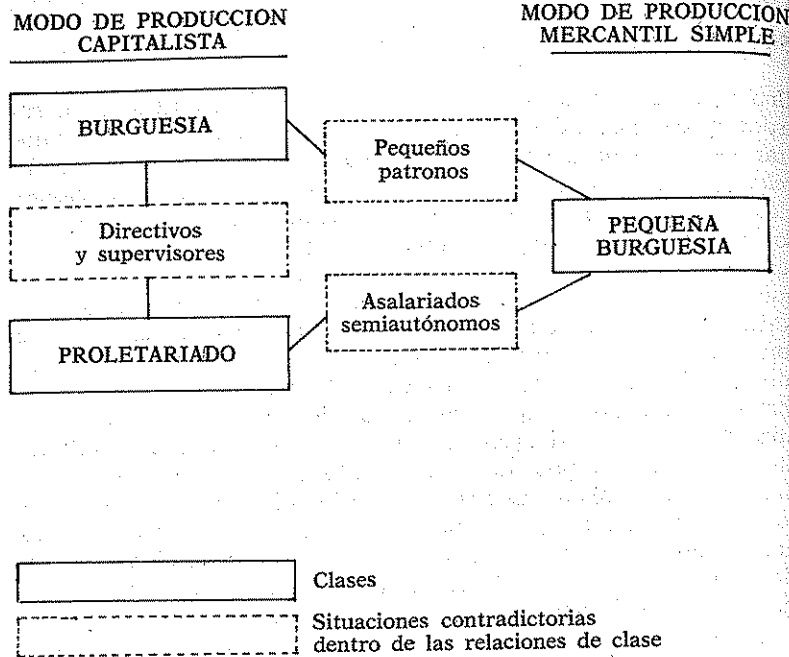 MODO DE PRODUCCION
CAPITALISTA
MODO DE PRODUCCION
MERCANTIL SIMPLE
BURGUESIA
Pequeños
patronos
Directivos
y supervisores
PEQUEÑA
BURGUESIA
Asalariados
semiautónomos
PROLETARIADO
Clases
Situaciones contradictorias
dentro de las relaciones de clase